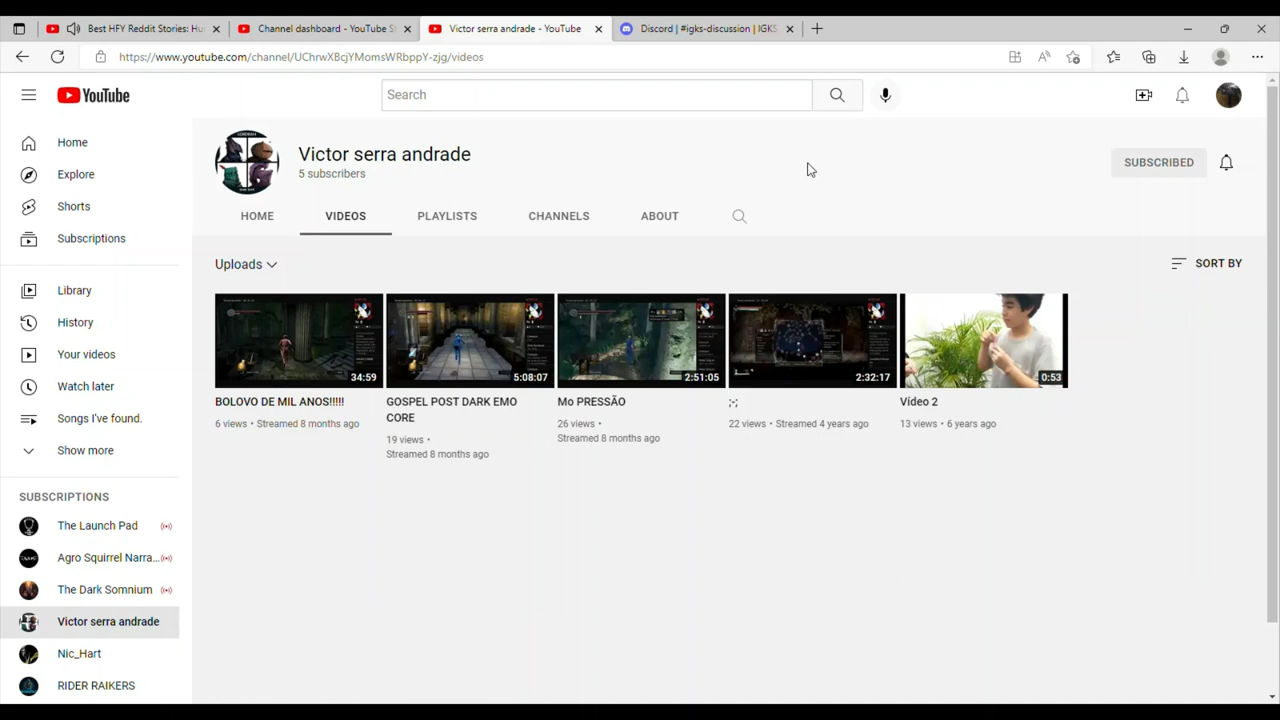 Best HFY Reddit Stories: Hu
Channel dashboard - YouTube St
Victor serra andrade - YouTube
Discord | #igks-discussion | IGKS
https://www.youtube.com/channel/UChrwXBcjYMomsWRbppY-zjg/videos
YouTube
Search
Home
Explore
Shorts
Subscriptions
Library
History
Your videos
Watch later
Songs I've found.
Show more
SUBSCRIPTIONS
The Launch Pad
Agro Squirrel Narra...
The Dark Somnium
Victor serra andrade
Nic_Hart
RIDER RAIKERS
Victor serra andrade
5 subscribers
SUBSCRIBED
HOME
VIDEOS
PLAYLISTS
CHANNELS
ABOUT
Uploads
SORT BY
34:59
BOLOVO DE MIL ANOS!!!!!
6 views • Streamed 8 months ago
5:08:07
GOSPEL POST DARK EMO
CORE
19 views •
Streamed 8 months ago
2:51:05
Mo PRESSÃO
26 views •
Streamed 8 months ago
2:32:17
;-;
22 views • Streamed 4 years ago
0:53
Vídeo 2
13 views • 6 years ago